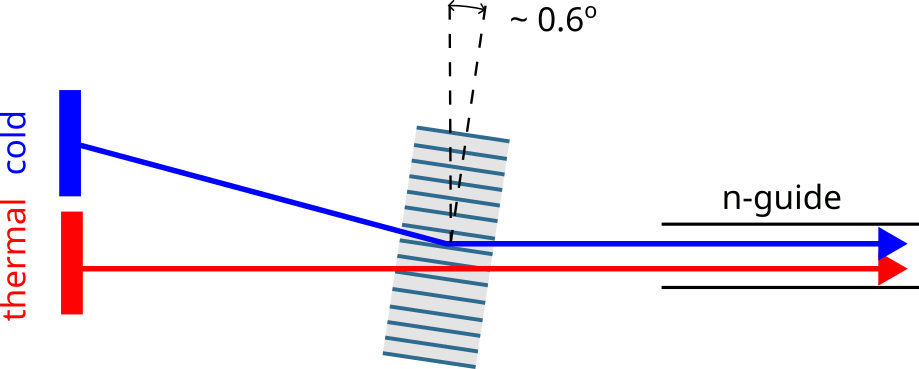 ~ 0.6º
cold
thermal
n-guide